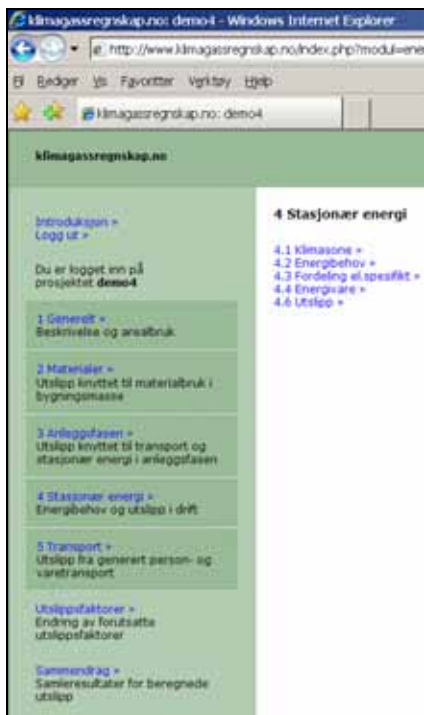 klimagassregnskap.no: demo4 - Windows Internet Explorer
http://www.klimagassregnskap.no/index.php?modul=ener
Fil Rediger Vis Favoritter Verktøy Hjelp
klimagassregnskap.no: demo4
klimagassregnskap.no
Introduksjon »
Logg ut »
Du er logget inn på
prosjektet demo4
1 Generelt »
Beskrivelse og arealbruk
2 Materialer »
Utslipp knyttet til materialbruk i
bygningsmasse
3 Anleggsfasen »
Utslipp knyttet til transport og
stasjonær energi i anleggsfasen
4 Stasjonær energi »
Energibehov og utslipp i drift
5 Transport »
Utslipp fra generert person- og
varetransport
Utslippsfaktorer »
Endring av forutsatte
utslippsfaktorer
Sammendrag »
Samleresultater for beregnede
utslipp
4 Stasjonær energi
4.1 Klimasone »
4.2 Energibehov »
4.3 Fordeling el.spesifikt »
4.4 Energivare »
4.6 Utslipp »